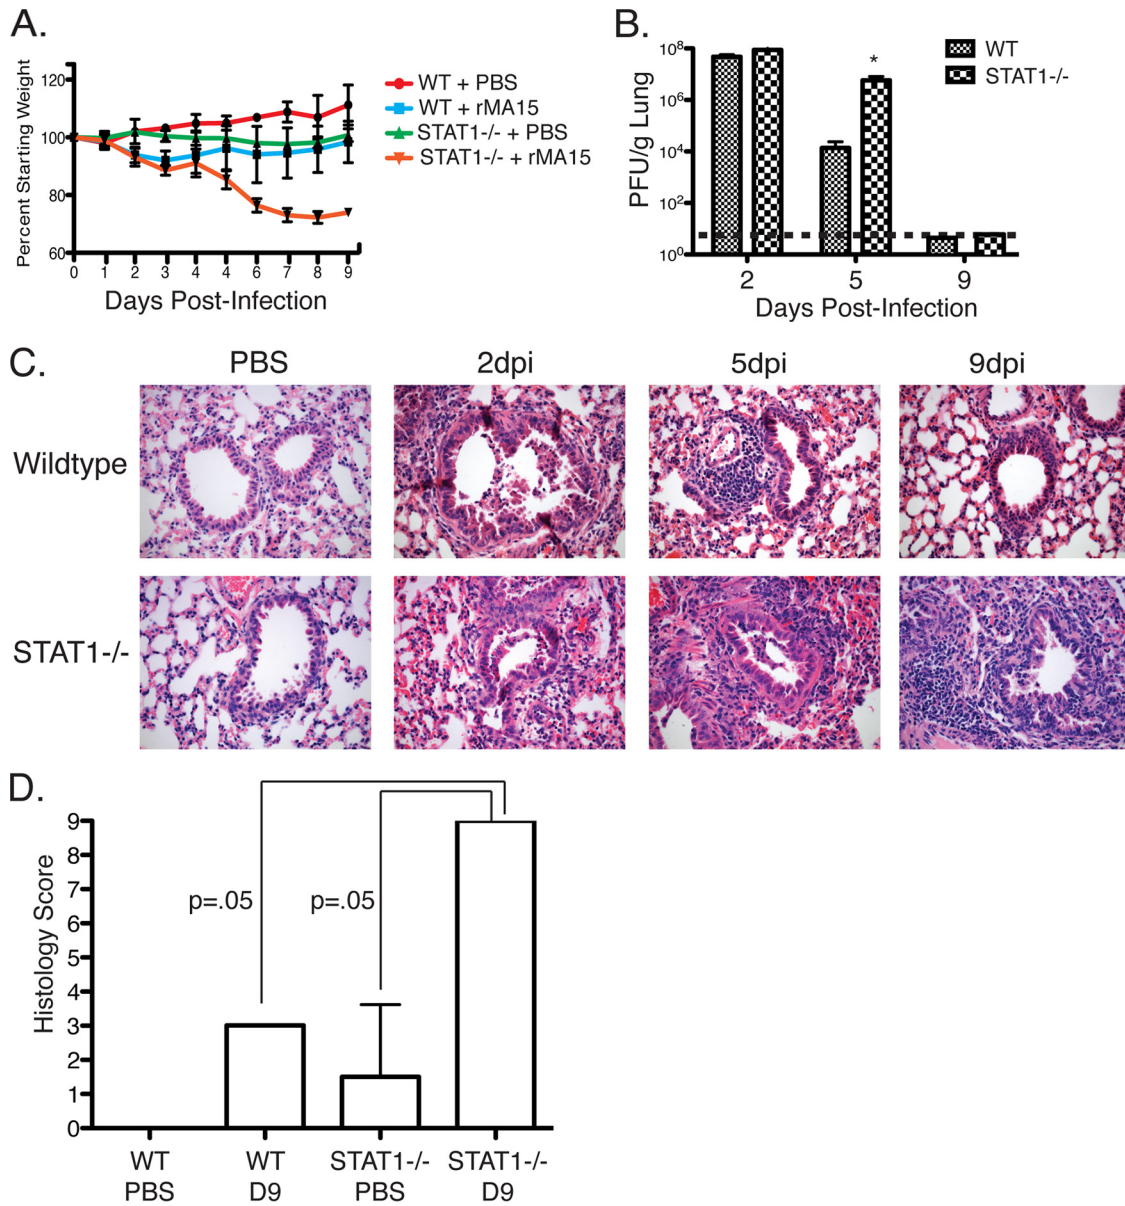 A.
Percent Starting Weight
120
100
80
60
0 1 2 3 4 4 6 7 8 9
Days Post-Infection
WT + PBS
WT + rMA15
STAT1-/- + PBS
STAT1-/- + rMA15
B.
PFU/g Lung
10⁸
10⁶
10⁴
10²
10⁰
*
2 5 9
Days Post-Infection
WT
STAT1-/-
C.
PBS 2dpi 5dpi 9dpi
Wildtype
STAT1-/-
D.
Histology Score
9
8
7
6
5
4
3
2
1
0
p=.05 p=.05
WT PBS
WT D9
STAT1-/- PBS
STAT1-/- D9